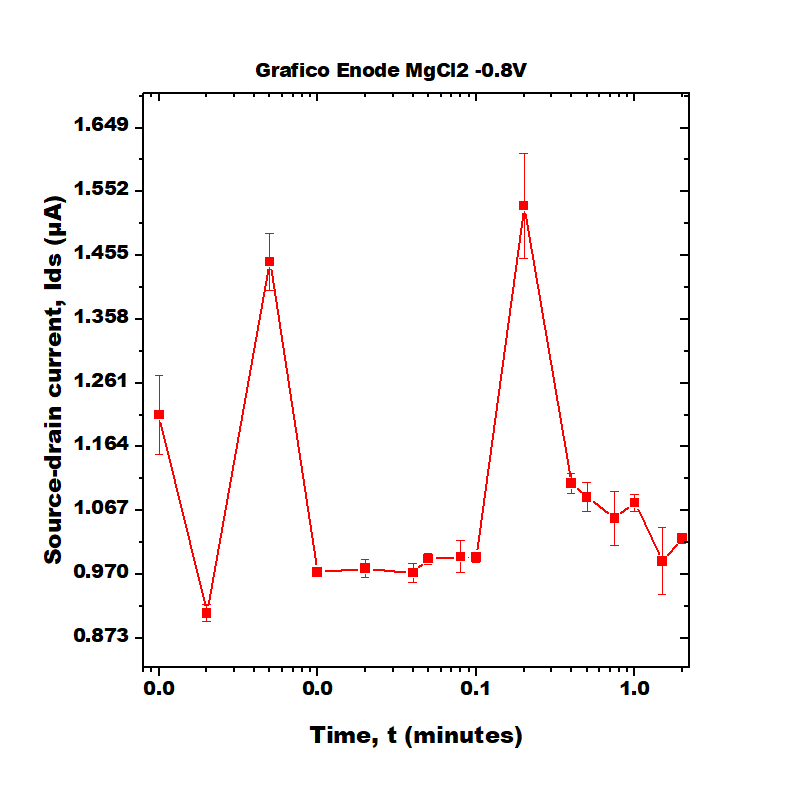 Grafico Enode MgCl2 -0.8V
Source-drain current, Ids (µA)
1.649
1.552
1.455
1.358
1.261
1.164
1.067
0.970
0.873
0.0 0.0 0.1 1.0
Time, t (minutes)